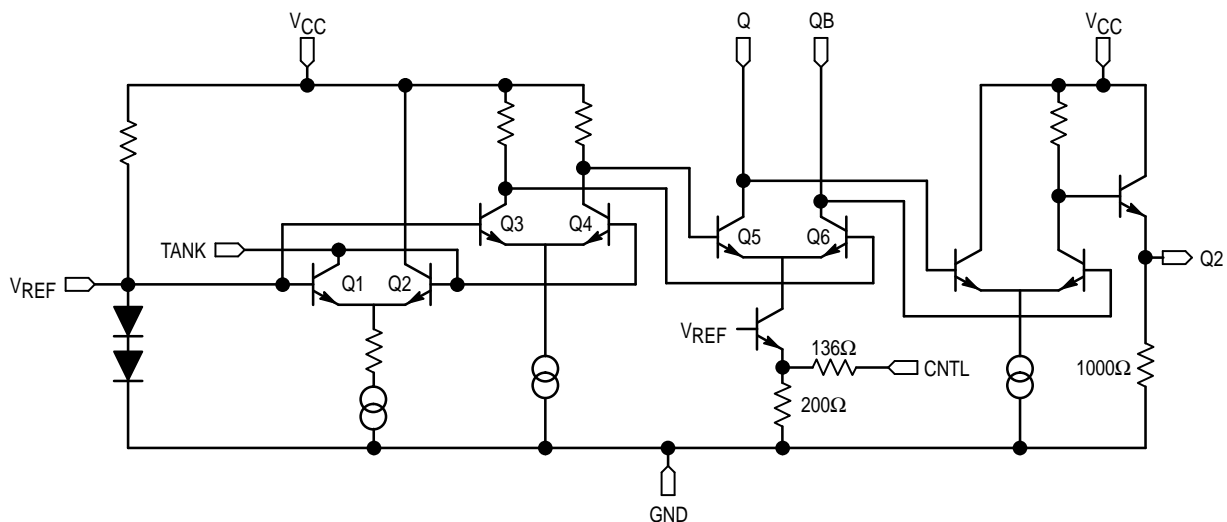 VCC
Q
QB
VCC
Q3
Q4
Q5
Q6
TANK
Q1
Q2
VREF
Q2
VREF
136Ω
CNTL
200Ω
1000Ω
GND